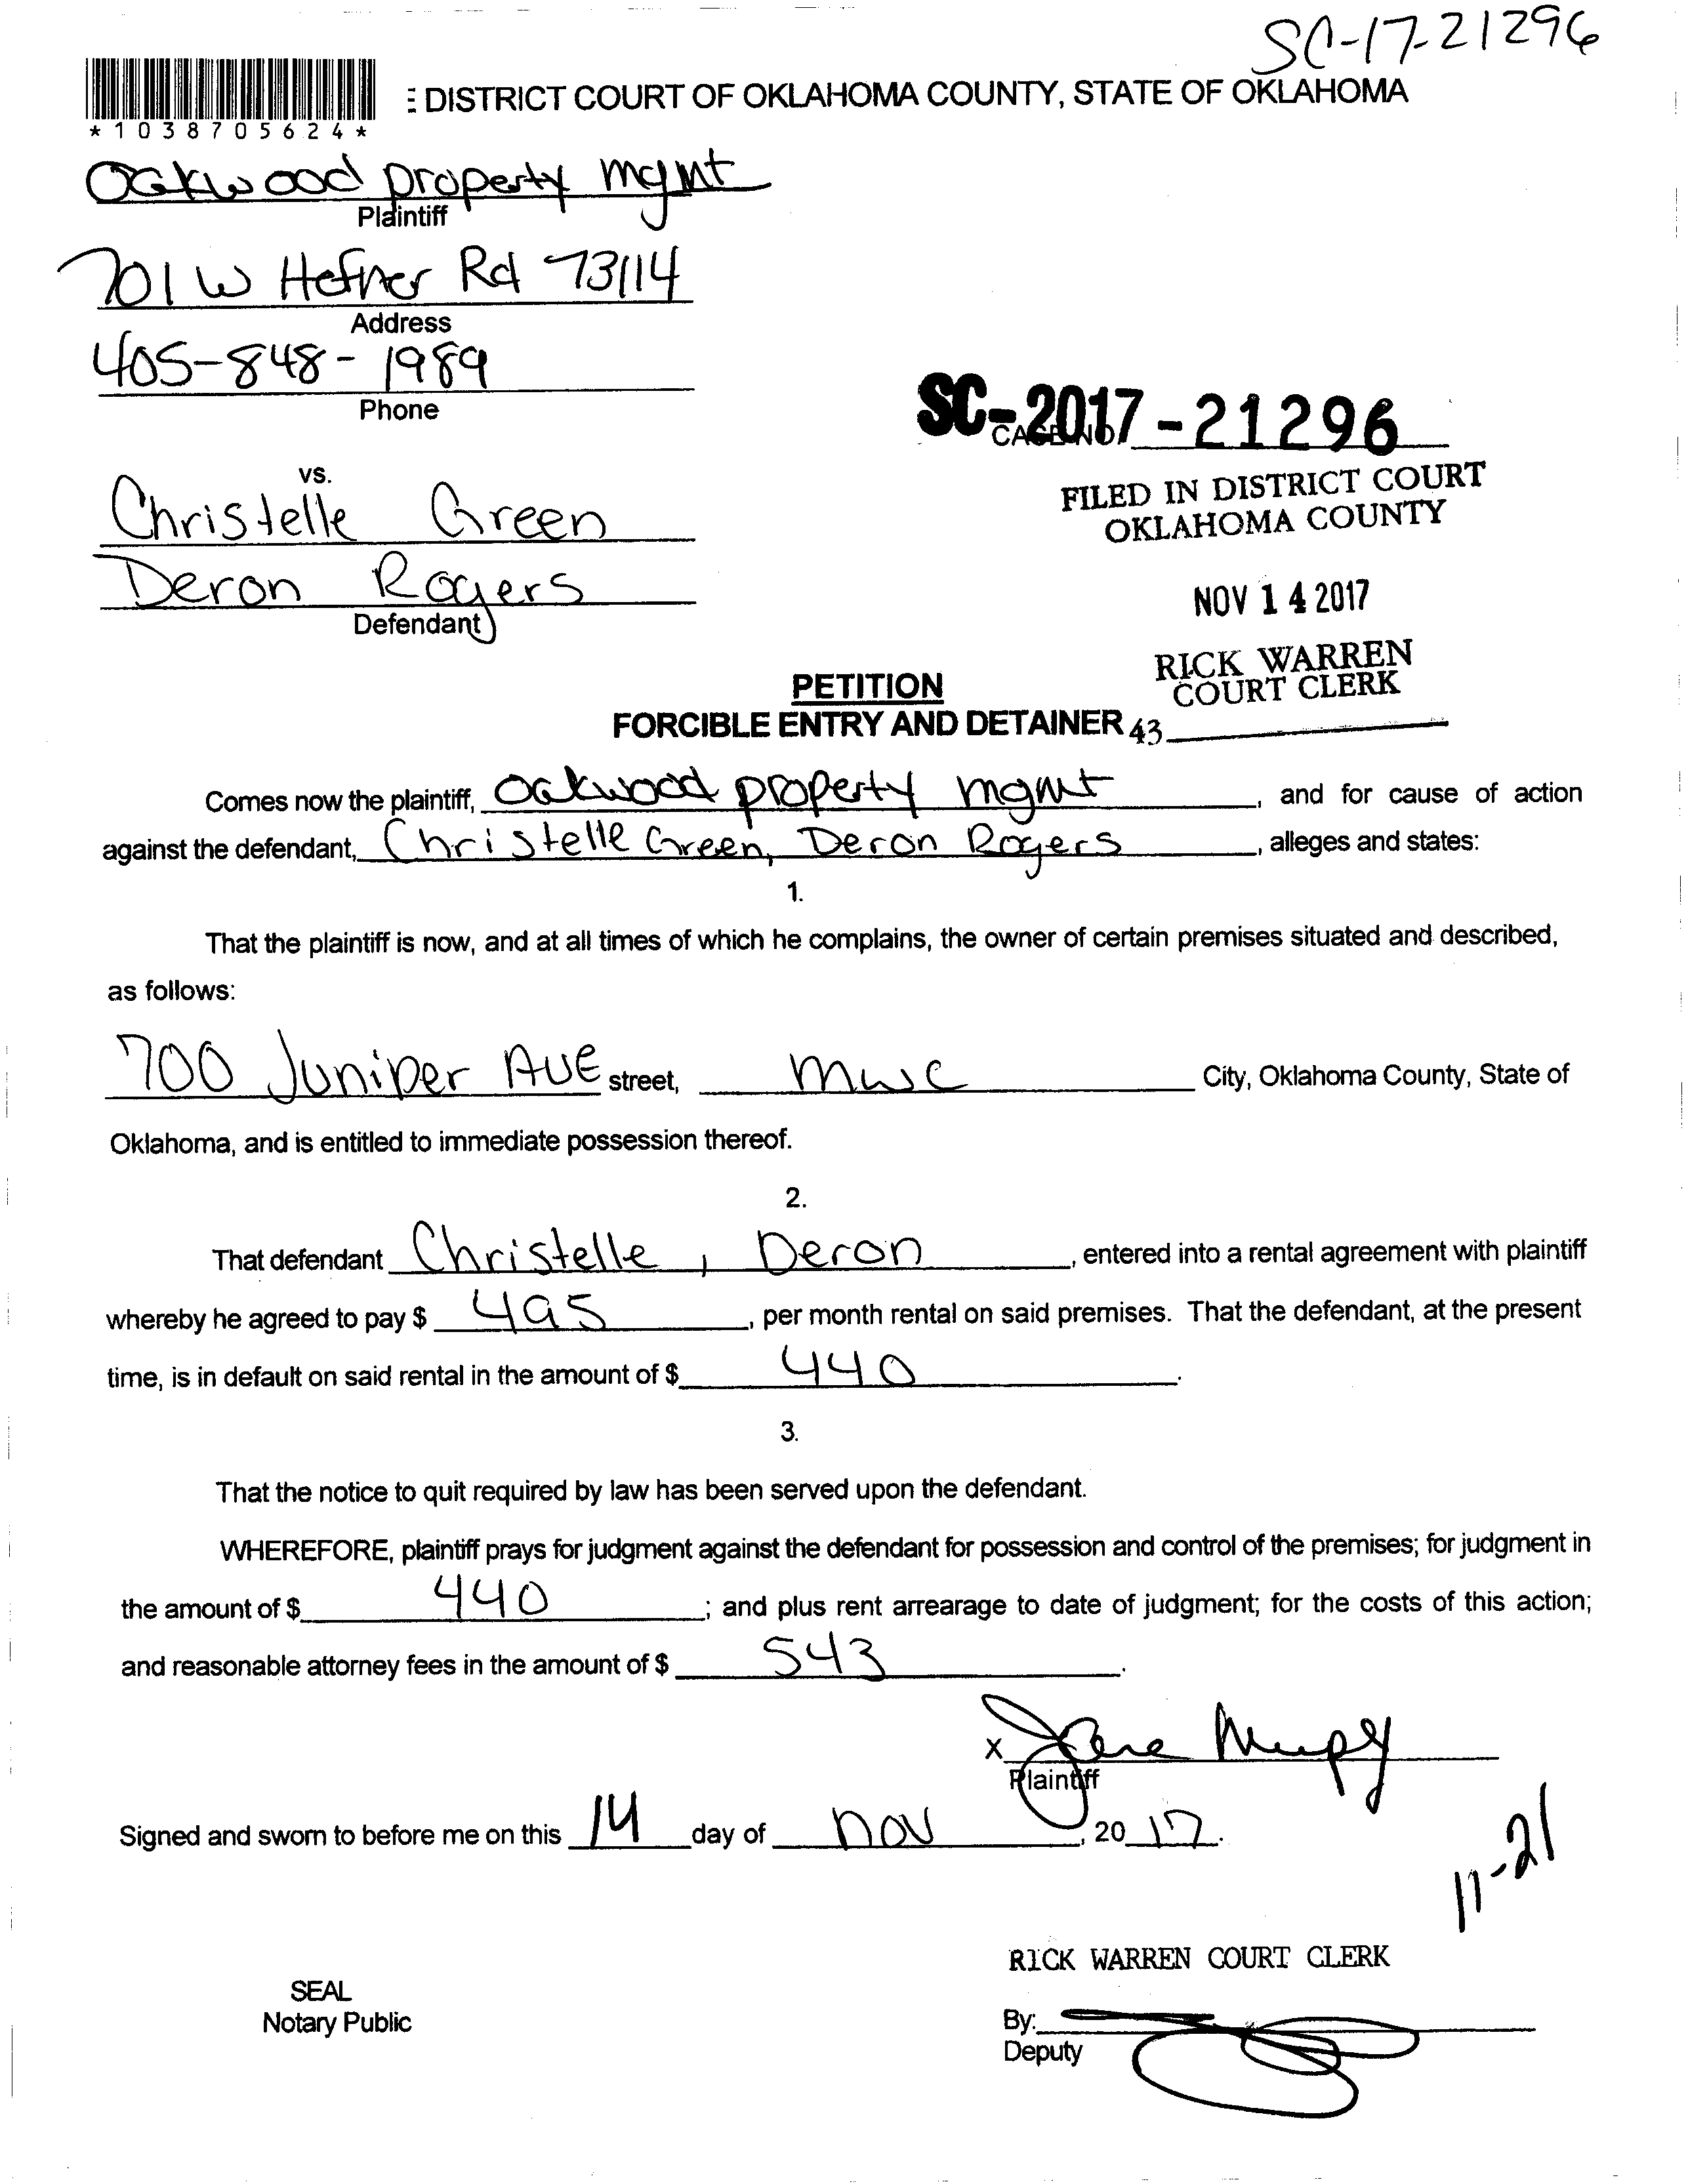 SC-17-21296
DISTRICT COURT OF OKLAHOMA COUNTY, STATE OF OKLAHOMA
*1038705624*
Oakwood property mgmt
Plaintiff
701 W Hefner Rd 73114
Address
405-848-1989
Phone
SC-2017-21296
CASE NO.
FILED IN DISTRICT COURT
OKLAHOMA COUNTY
vs.
Christelle Green
Deron Rogers
Defendant
NOV 14 2017
RICK WARREN
COURT CLERK
PETITION
FORCIBLE ENTRY AND DETAINER 43
Comes now the plaintiff, Oakwood property mgmt, and for cause of action
against the defendant, Christelle Green, Deron Rogers, alleges and states:
1.
That the plaintiff is now, and at all times of which he complains, the owner of certain premises situated and described,
as follows:
700 Juniper AVE street, mwc City, Oklahoma County, State of
Oklahoma, and is entitled to immediate possession thereof.
2.
That defendant Christelle, Deron, entered into a rental agreement with plaintiff
whereby he agreed to pay $ 495, per month rental on said premises. That the defendant, at the present
time, is in default on said rental in the amount of $ 440.
3.
That the notice to quit required by law has been served upon the defendant.
WHEREFORE, plaintiff prays for judgment against the defendant for possession and control of the premises; for judgment in
the amount of $ 440; and plus rent arrearage to date of judgment; for the costs of this action;
and reasonable attorney fees in the amount of $ 543.
x
Plaintiff
Signed and sworn to before me on this 14 day of nov, 2017.
11-21
RICK WARREN COURT CLERK
SEAL
Notary Public
By:
Deputy